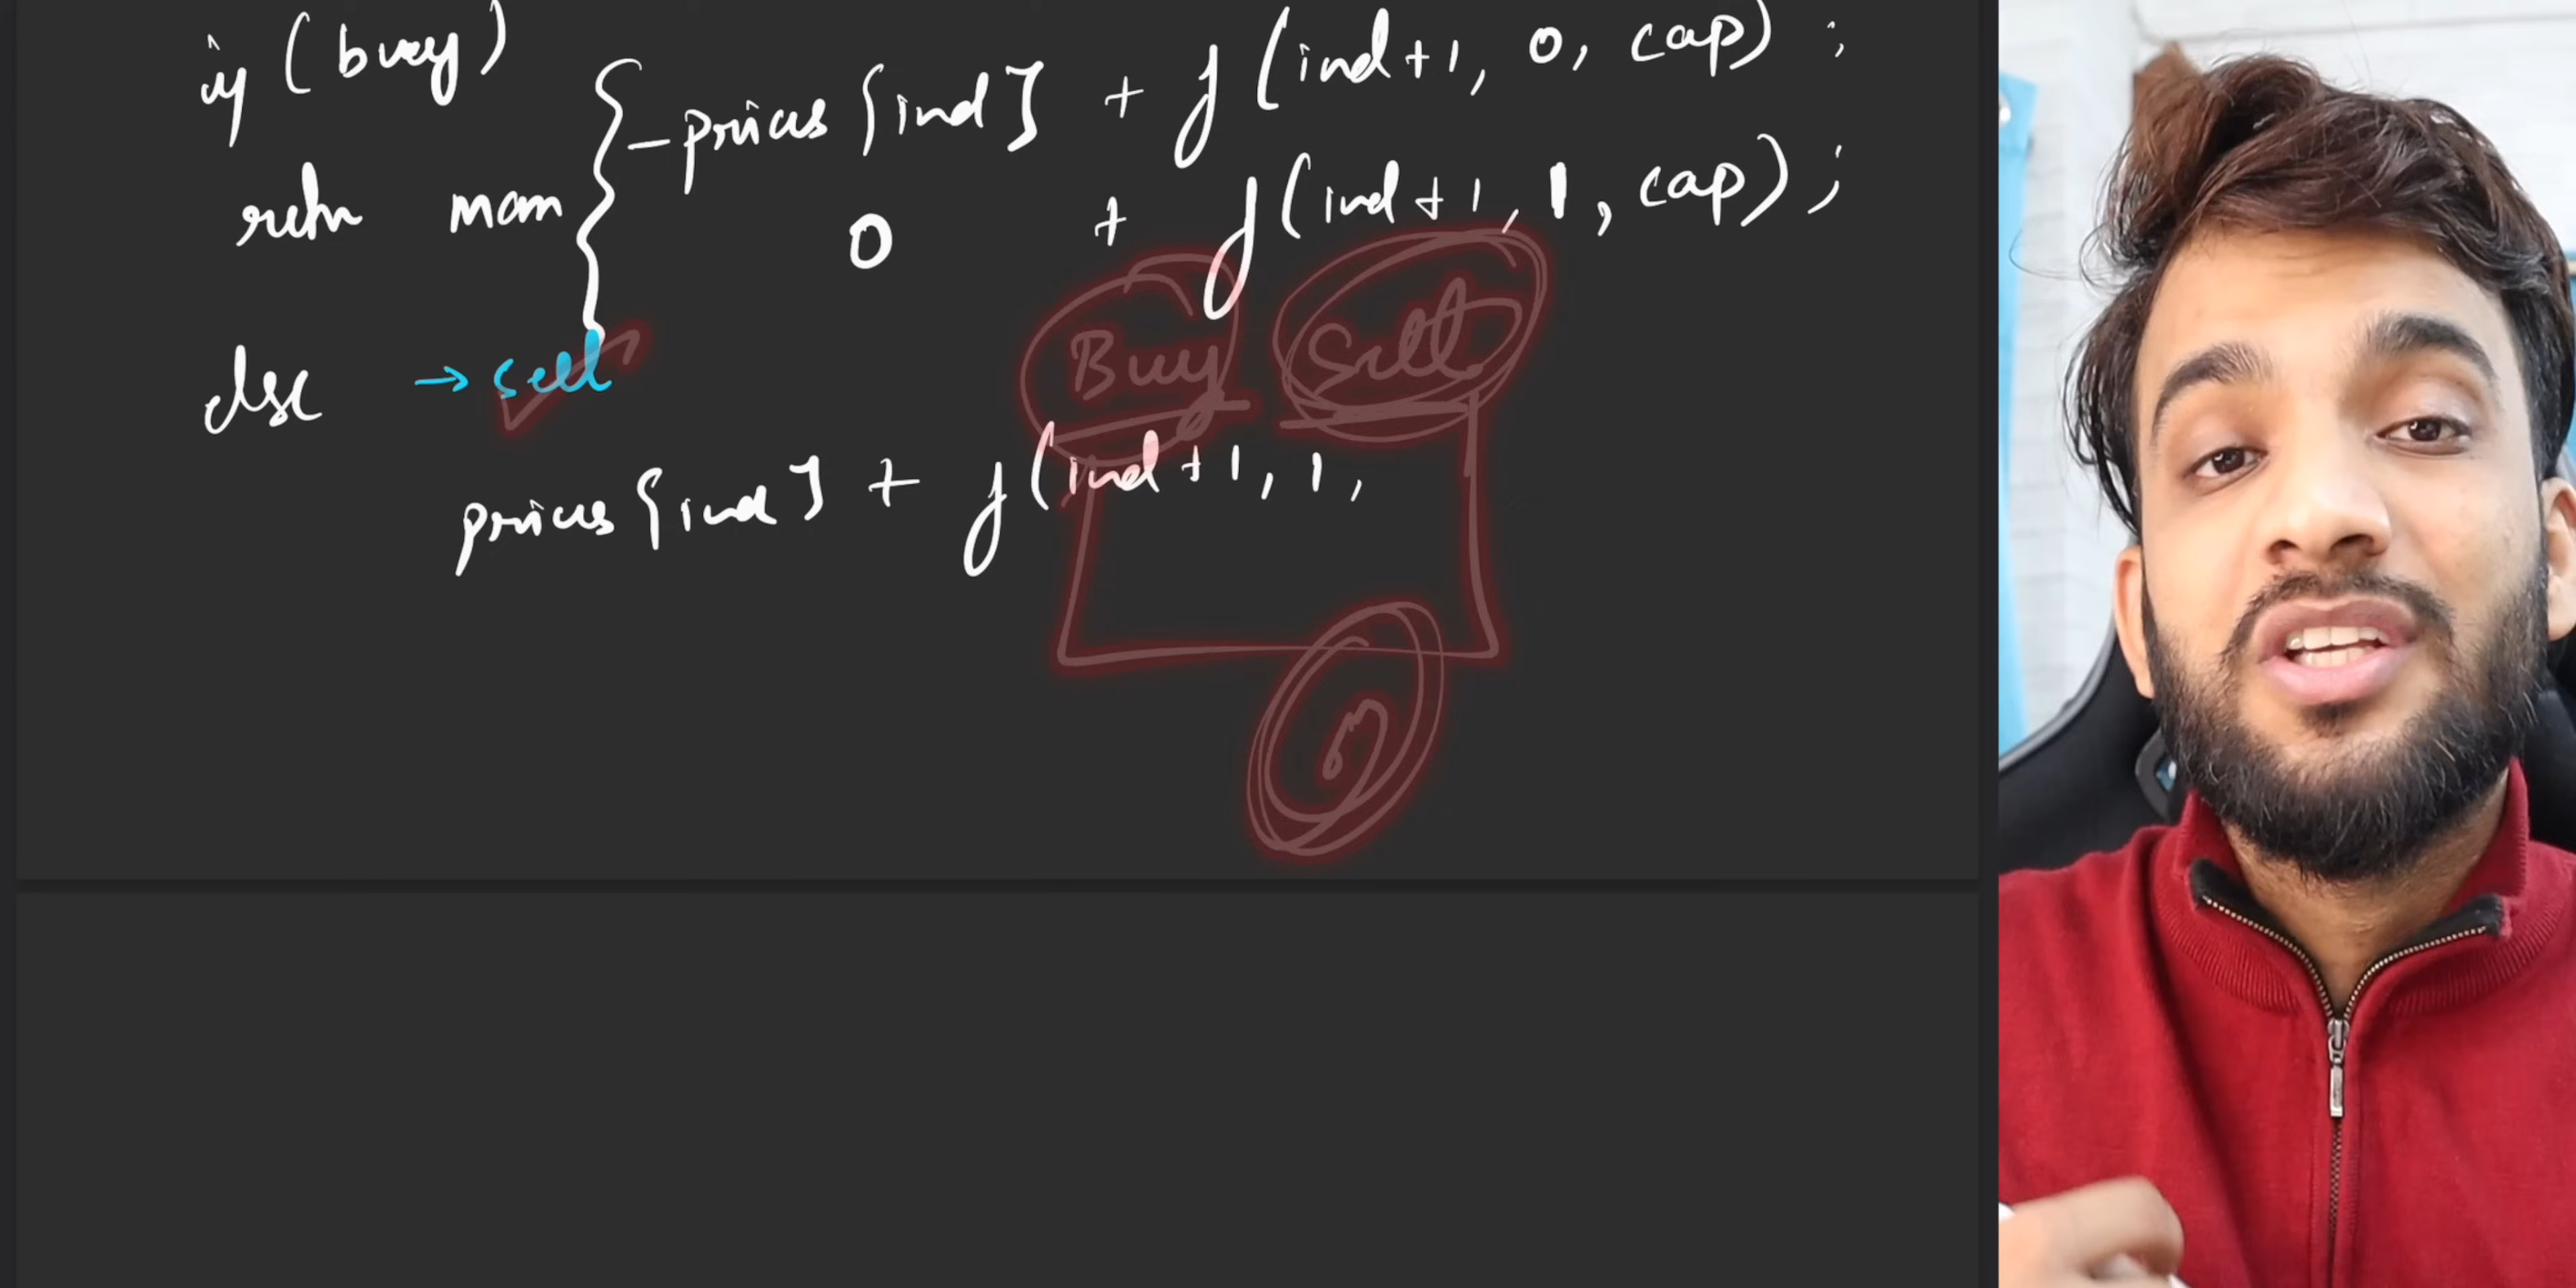 if (buy)
return max { -prices[ind] + f(ind+1, 0, cap) ;
0 + f(ind+1, 1, cap) ;
Buy Sell
else → sell
prices[ind] + f(ind+1, 1,